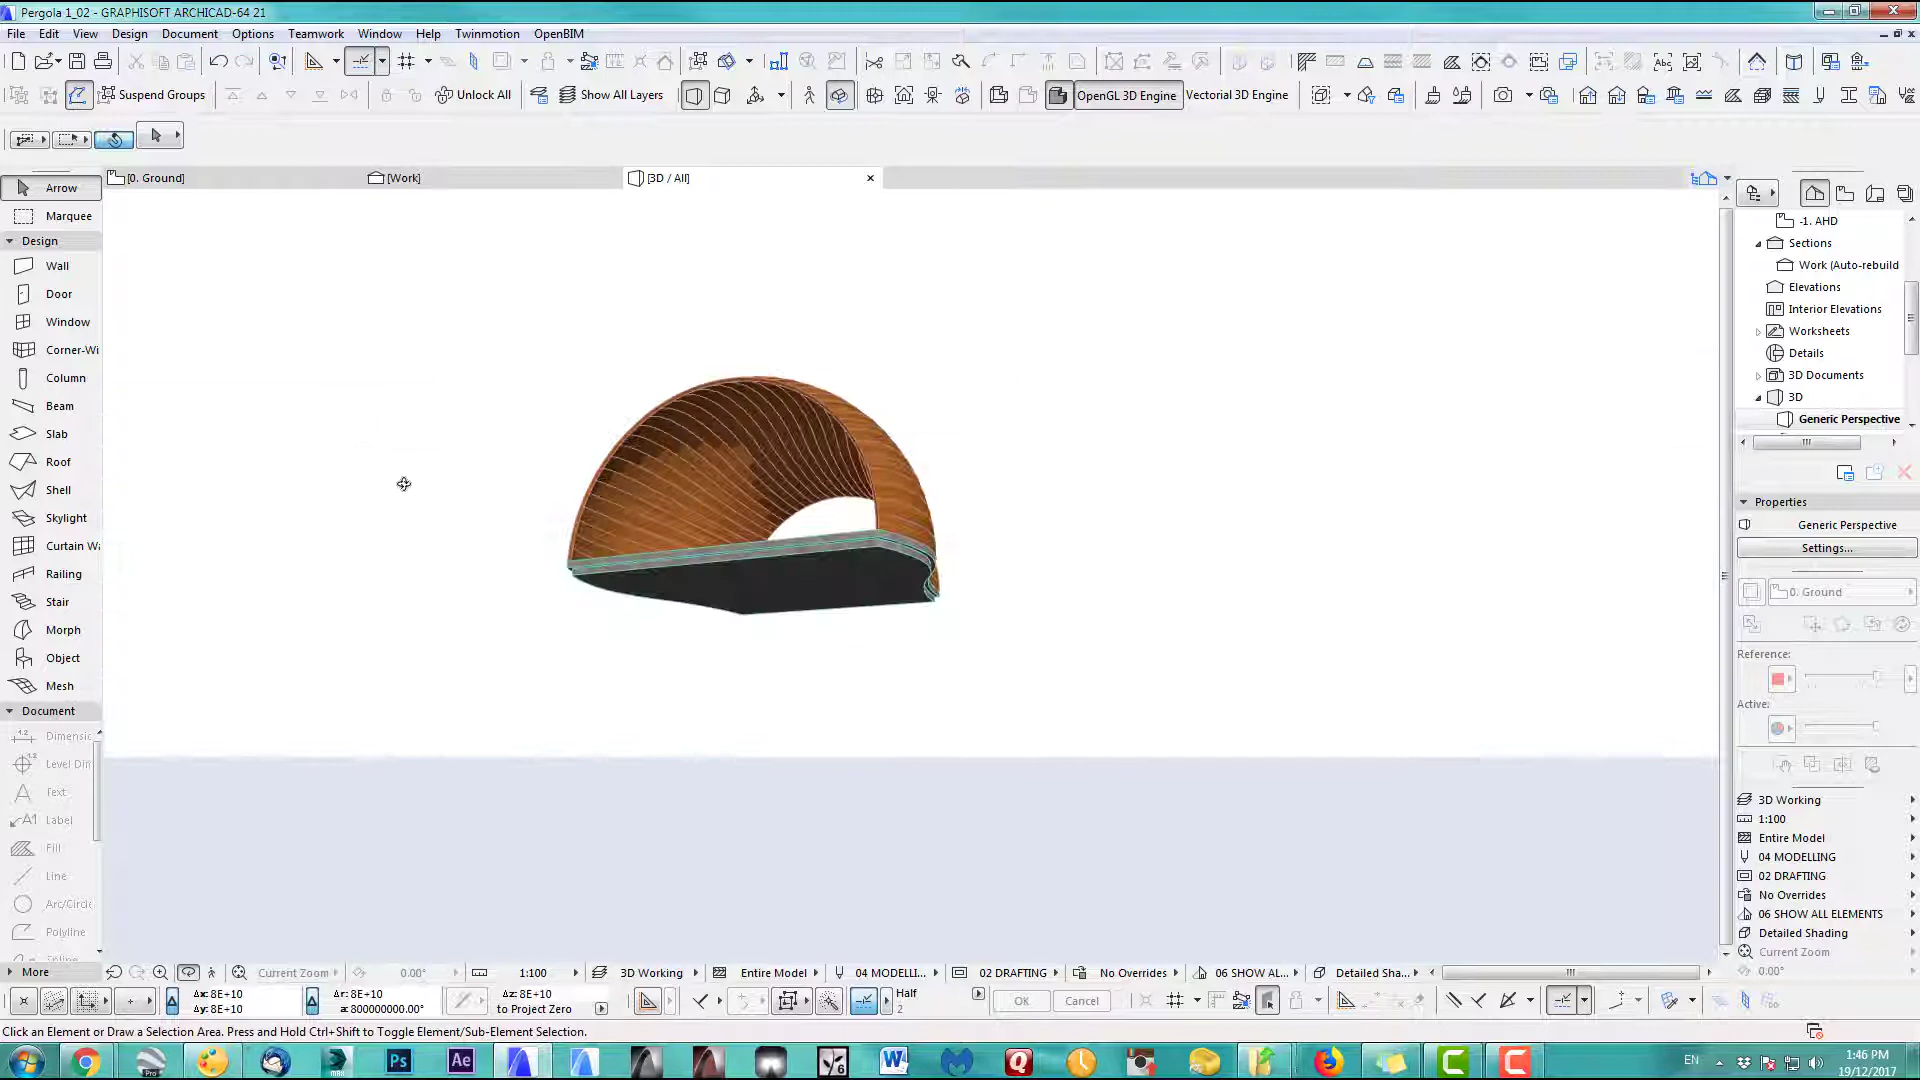 Pergola 1_02 - GRAPHISOFT ARCHICAD-64 21
File Edit View Design Document Options Teamwork Window Help Twinmotion OpenBIM
Suspend Groups Unlock All Show All Layers OpenGL 3D Engine Vectorial 3D Engine
[0. Ground] [Work] [3D / All]
Arrow
Marquee
Design
Wall
Door
Window
Corner-Wi
Column
Beam
Slab
Roof
Shell
Skylight
Curtain Wa
Railing
Stair
Morph
Object
Mesh
Document
Dimensic
Level Din
Text
A1 Label
Fill
Line
Arc/Circle
Polyline
More
-1. AHD
Sections
Work (Auto-rebuild
Elevations
Interior Elevations
Worksheets
Details
3D Documents
3D
Generic Perspective
Properties
Generic Perspective
Settings...
0. Ground
Reference:
Active:
3D Working
1:100
Entire Model
04 MODELLING
02 DRAFTING
No Overrides
06 SHOW ALL ELEMENTS
Detailed Shading
Current Zoom
0.00°
Current Zoom 0.00° 1:100 3D Working Entire Model 04 MODELLI... 02 DRAFTING No Overrides 06 SHOW AL... Detailed Sha...
Δx: 8E+10 Δr: 8E+10 Δz: 8E+10 Half OK Cancel
Δy: 8E+10 a: 800000000.00° to Project Zero 2
Click an Element or Draw a Selection Area. Press and Hold Ctrl+Shift to Toggle Element/Sub-Element Selection.
Pro MAX Ps Ae 6 W Q EN 1:46 PM
19/12/2017